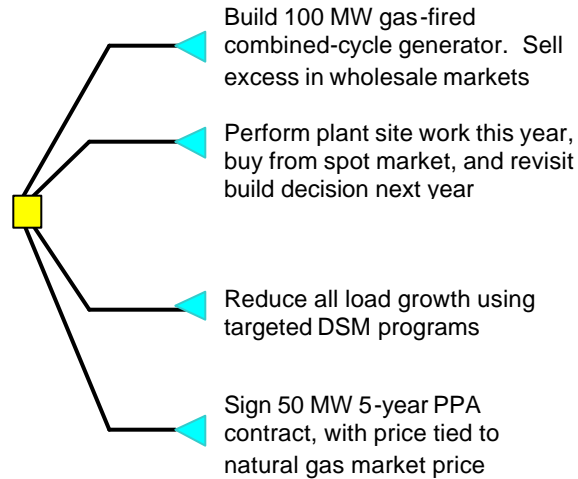 Build 100 MW gas-fired
combined-cycle generator.  Sell
excess in wholesale markets
Perform plant site work this year,
buy from spot market, and revisit
build decision next year
Reduce all load growth using
targeted DSM programs
Sign 50 MW 5-year PPA
contract, with price tied to
natural gas market price